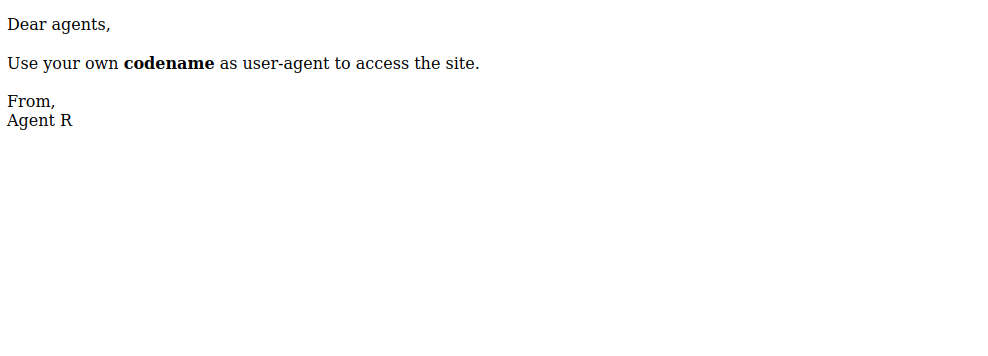 Dear agents,
Use your own codename as user-agent to access the site.
From,
Agent R